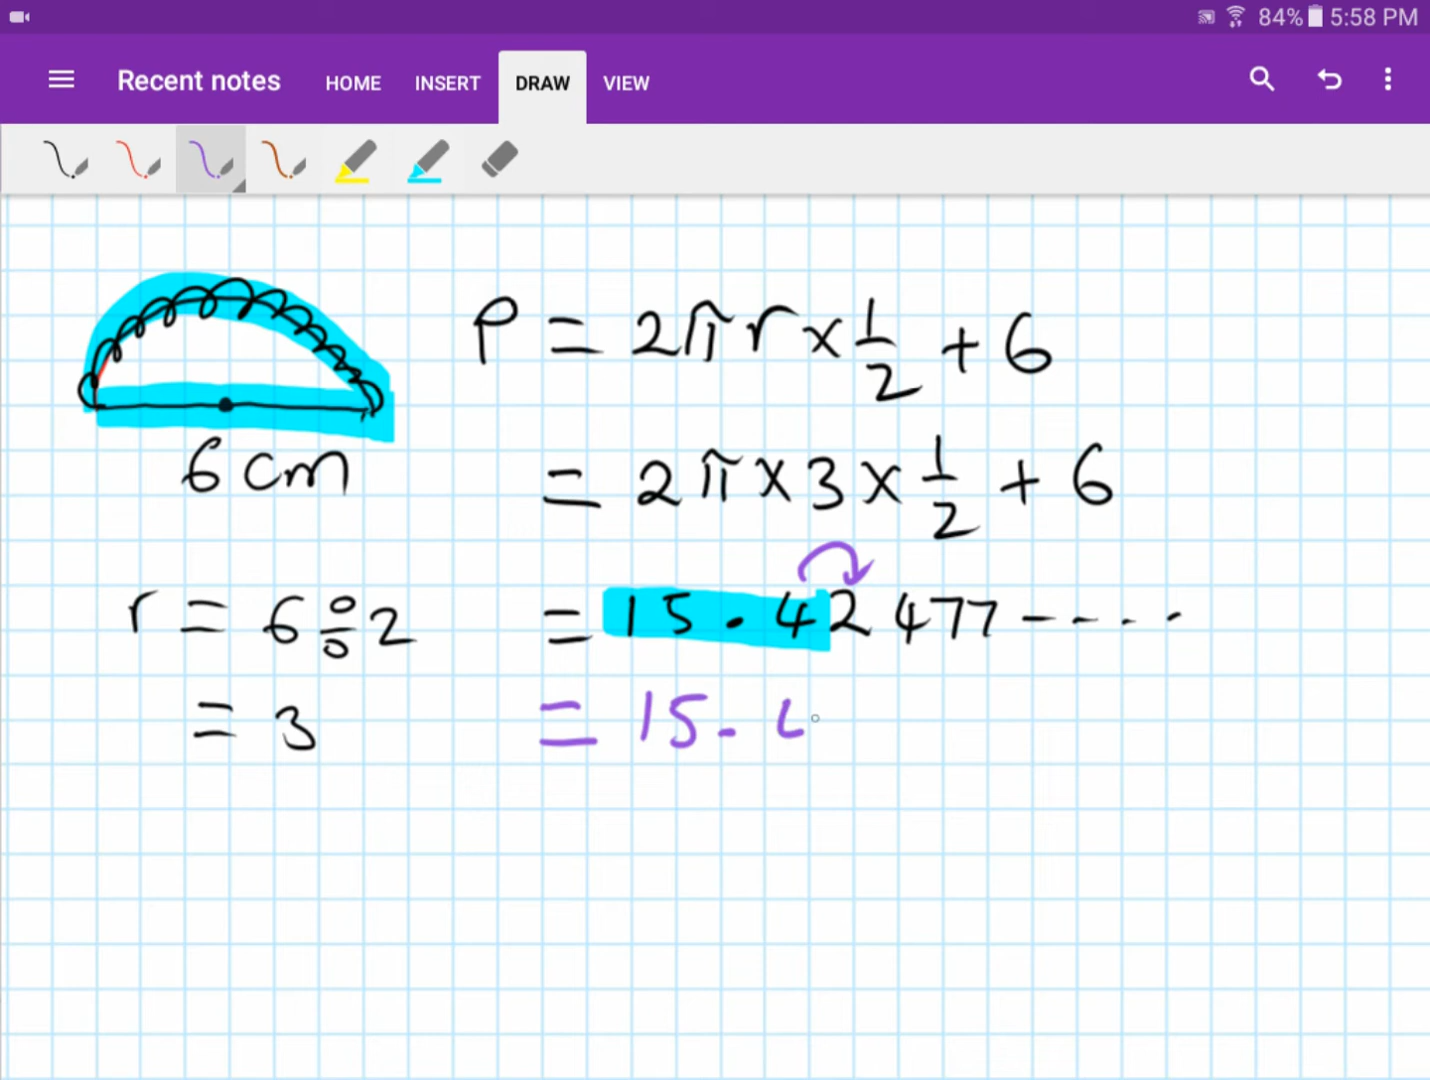 84% 5:58 PM
Recent notes HOME INSERT DRAW VIEW
P = 2πr × 1/2 + 6
6 cm
= 2π × 3 × 1/2 + 6
r = 6 ÷ 2
= 15.42477----
= 3
= 15.4